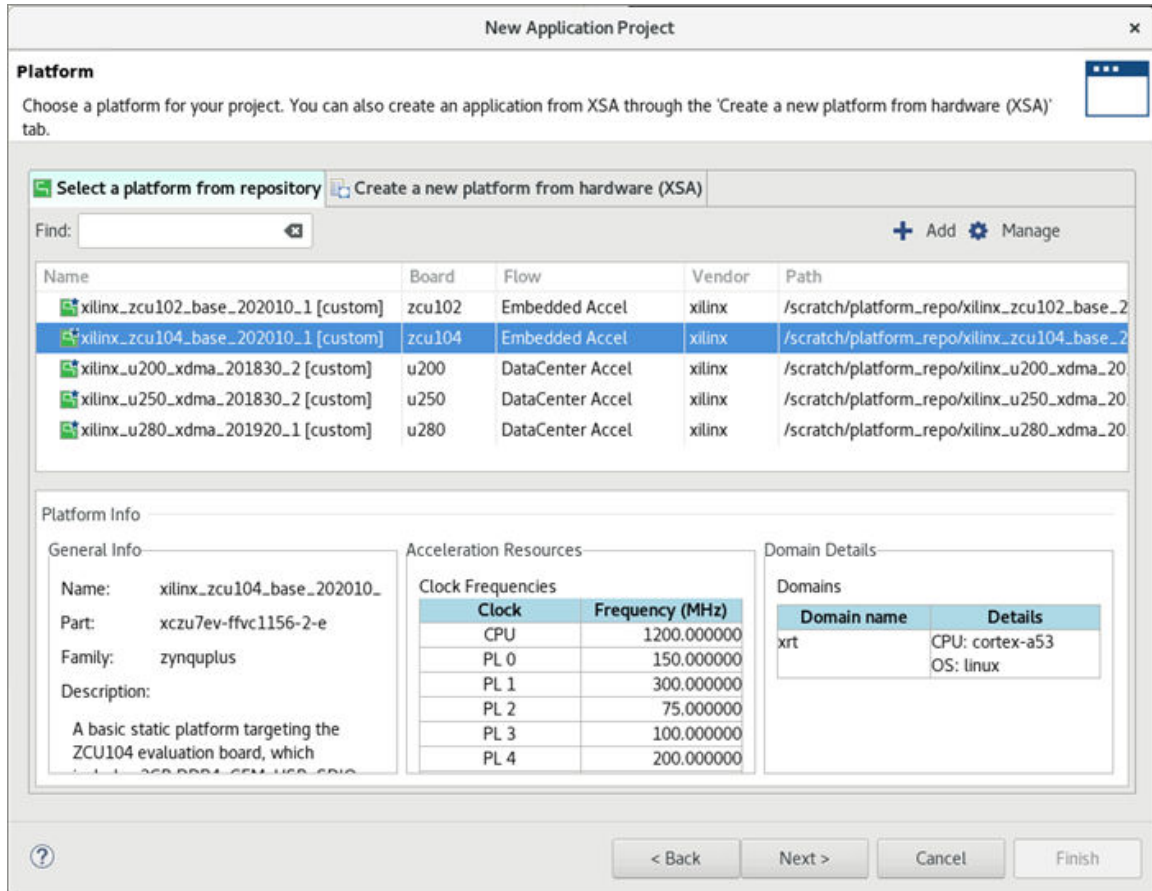 New Application Project
Platform
Choose a platform for your project. You can also create an application from XSA through the 'Create a new platform from hardware (XSA)'
tab.
Select a platform from repository Create a new platform from hardware (XSA)
Find: Add Manage
Name Board Flow Vendor Path
xilinx_zcu102_base_202010_1 [custom] zcu102 Embedded Accel xilinx /scratch/platform_repo/xilinx_zcu102_base_2
xilinx_zcu104_base_202010_1 [custom] zcu104 Embedded Accel xilinx /scratch/platform_repo/xilinx_zcu104_base_2
xilinx_u200_xdma_201830_2 [custom] u200 DataCenter Accel xilinx /scratch/platform_repo/xilinx_u200_xdma_20
xilinx_u250_xdma_201830_2 [custom] u250 DataCenter Accel xilinx /scratch/platform_repo/xilinx_u250_xdma_20
xilinx_u280_xdma_201920_1 [custom] u280 DataCenter Accel xilinx /scratch/platform_repo/xilinx_u280_xdma_20
Platform Info
General Info
Name: xilinx_zcu104_base_202010_
Part: xczu7ev-ffvc1156-2-e
Family: zynquplus
Description:
A basic static platform targeting the
ZCU104 evaluation board, which
Acceleration Resources
Clock Frequencies
Clock Frequency (MHz)
CPU 1200.000000
PL 0 150.000000
PL 1 300.000000
PL 2 75.000000
PL 3 100.000000
PL 4 200.000000
Domain Details
Domains
Domain name Details
xrt CPU: cortex-a53
OS: linux
? < Back Next > Cancel Finish